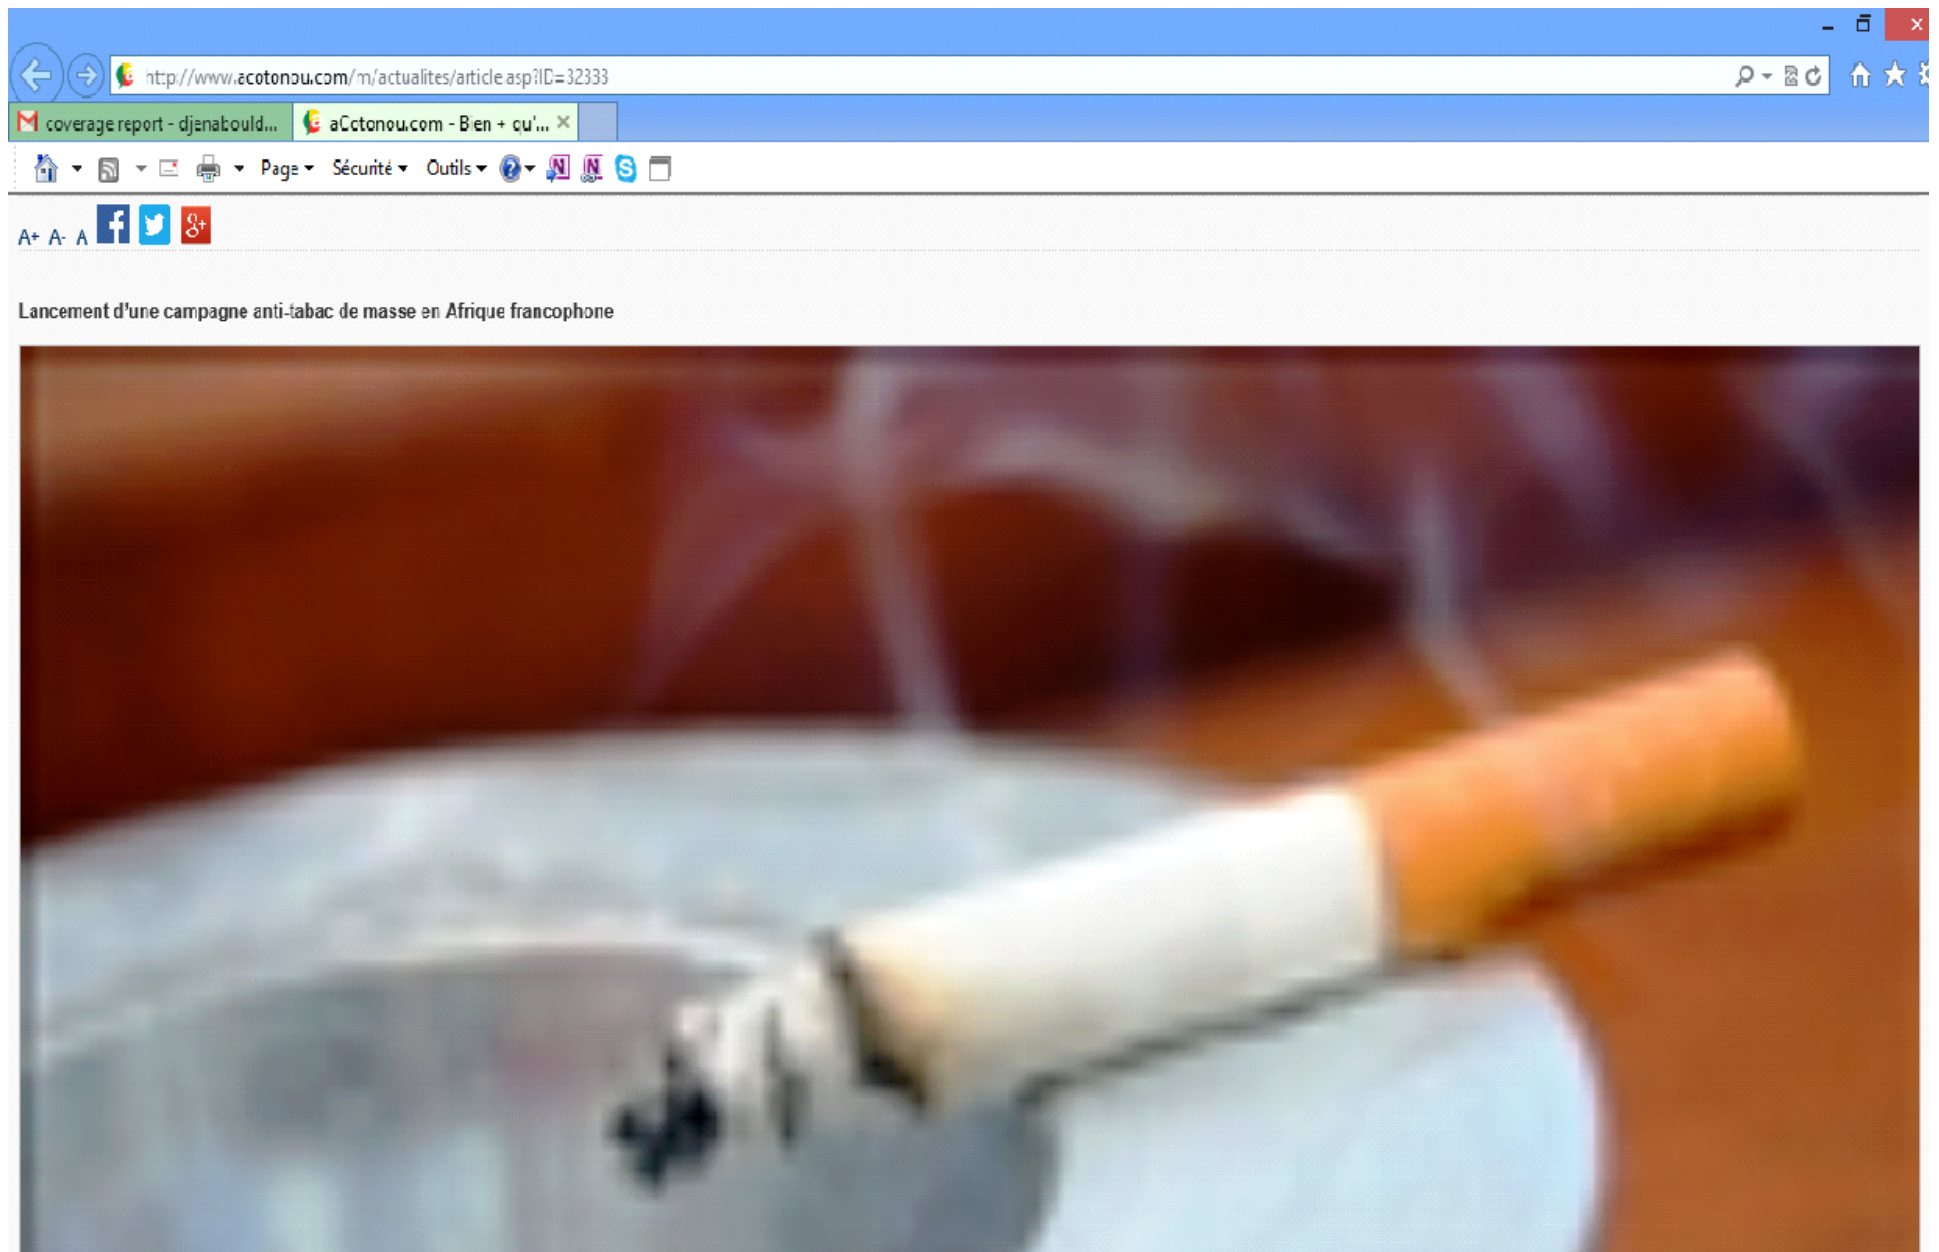 http://www.acotonou.com/m/actualites/article.asp?ID=32333
coverage report - djenabould...
aCotonou.com - Bien + qu'...
Page Sécurité Outils
A+ A- A
Lancement d'une campagne anti-tabac de masse en Afrique francophone